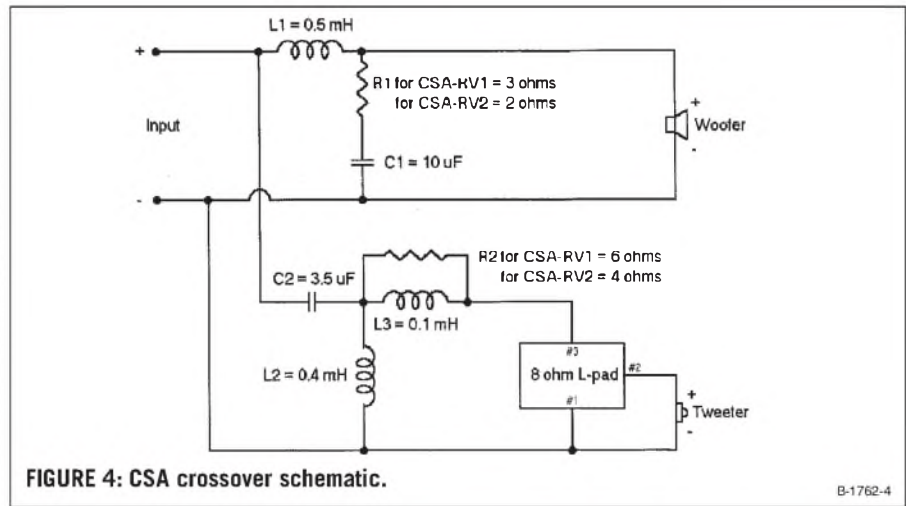 L1 = 0.5 mH
+
R1 for CSA-RV1 = 3 ohms
for CSA-RV2 = 2 ohms
Input
+
Woofer
-
C1 = 10 uF
-
R2 for CSA-RV1 = 6 ohms
for CSA-RV2 = 4 ohms
C2 = 3.5 uF
L3 = 0.1 mH
#3
8 ohm L-pad
#2
L2 = 0.4 mH
#1
+
Tweeter
-
FIGURE 4: CSA crossover schematic.
B-1762-4